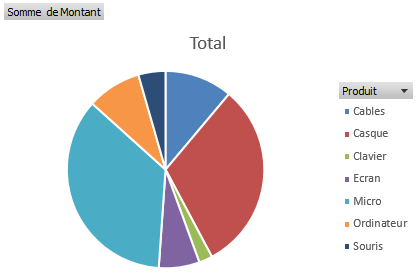 Somme de Montant
Total
Produit
Cables
Casque
Clavier
Ecran
Micro
Ordinateur
Souris